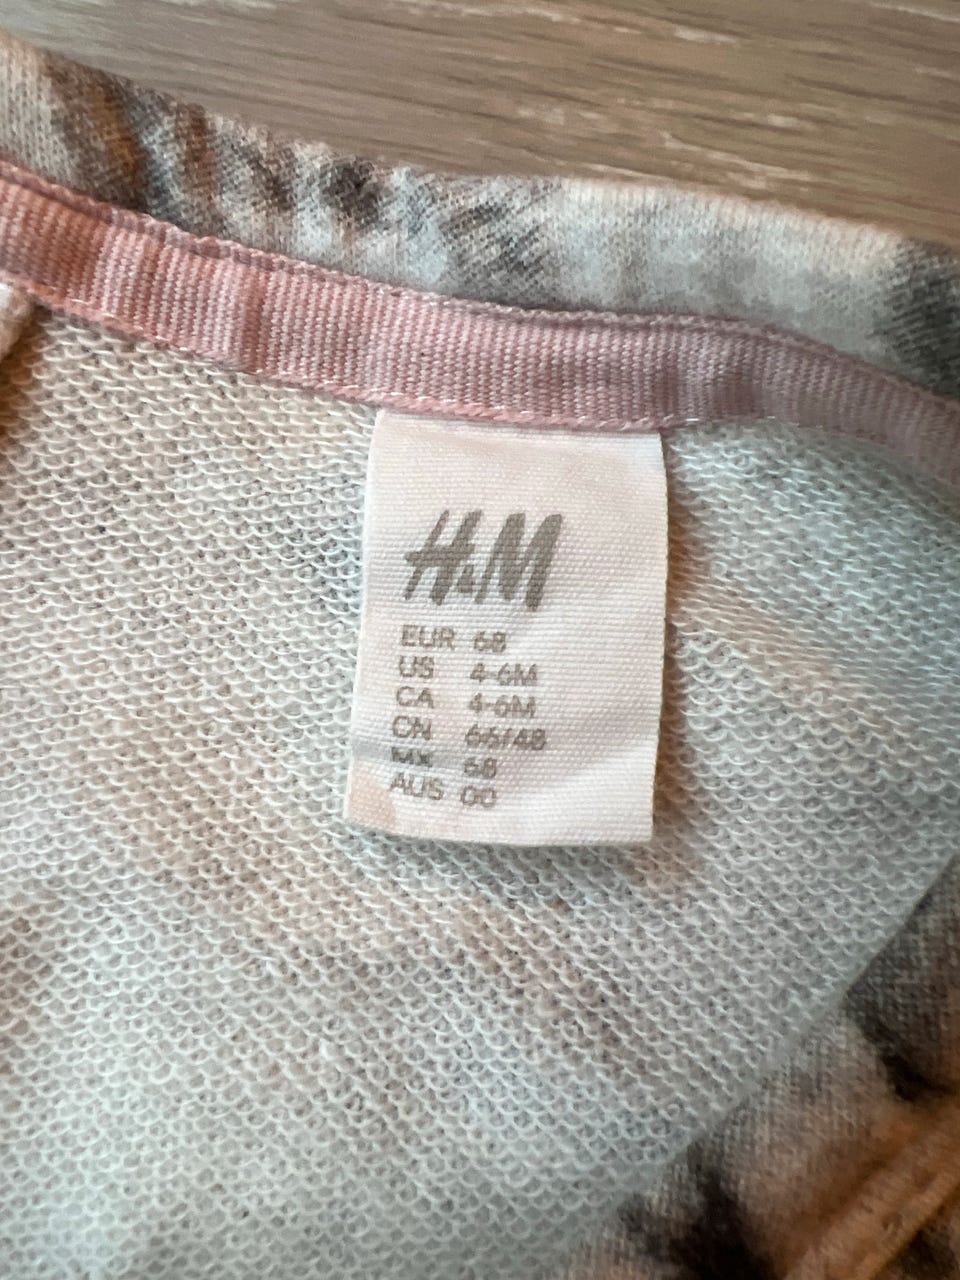 H&M
EUR 68
US 4-6M
CA 4-6M
CN 66/48
MX 68
AUS 00